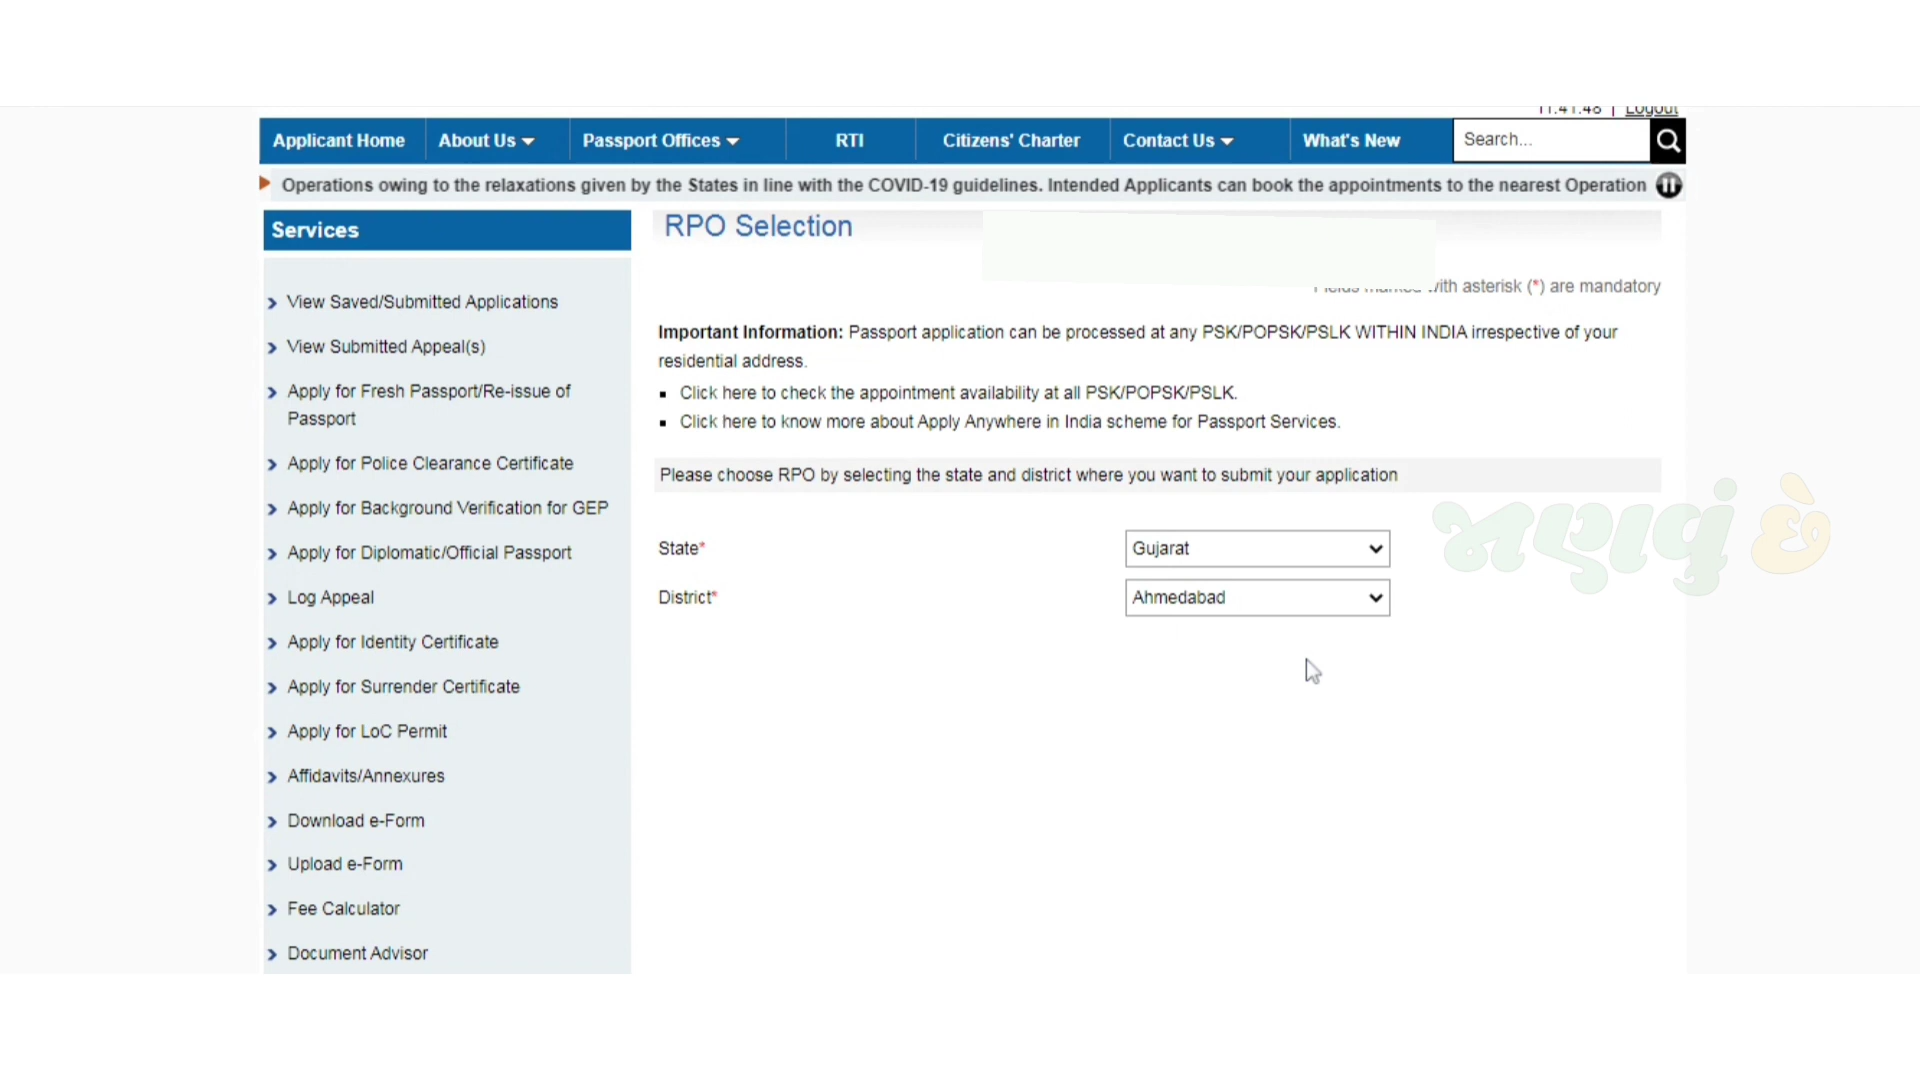 11:41:48 | Logout
Applicant Home About Us Passport Offices RTI Citizens' Charter Contact Us What's New Search...
Operations owing to the relaxations given by the States in line with the COVID-19 guidelines. Intended Applicants can book the appointments to the nearest Operation
Services
View Saved/Submitted Applications
View Submitted Appeal(s)
Apply for Fresh Passport/Re-issue of
Passport
Apply for Police Clearance Certificate
Apply for Background Verification for GEP
Apply for Diplomatic/Official Passport
Log Appeal
Apply for Identity Certificate
Apply for Surrender Certificate
Apply for LoC Permit
Affidavits/Annexures
Download e-Form
Upload e-Form
Fee Calculator
Document Advisor
RPO Selection
Fields marked with asterisk (*) are mandatory
Important Information: Passport application can be processed at any PSK/POPSK/PSLK WITHIN INDIA irrespective of your
residential address.
Click here to check the appointment availability at all PSK/POPSK/PSLK.
Click here to know more about Apply Anywhere in India scheme for Passport Services.
Please choose RPO by selecting the state and district where you want to submit your application
State* Gujarat
District* Ahmedabad
ભણવું છે